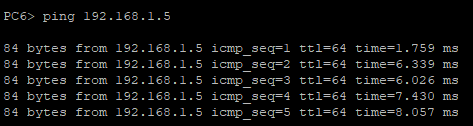 PC6> ping 192.168.1.5
84 bytes from 192.168.1.5 icmp_seq=1 ttl=64 time=1.759 ms
84 bytes from 192.168.1.5 icmp_seq=2 ttl=64 time=6.339 ms
84 bytes from 192.168.1.5 icmp_seq=3 ttl=64 time=6.026 ms
84 bytes from 192.168.1.5 icmp_seq=4 ttl=64 time=7.430 ms
84 bytes from 192.168.1.5 icmp_seq=5 ttl=64 time=8.057 ms